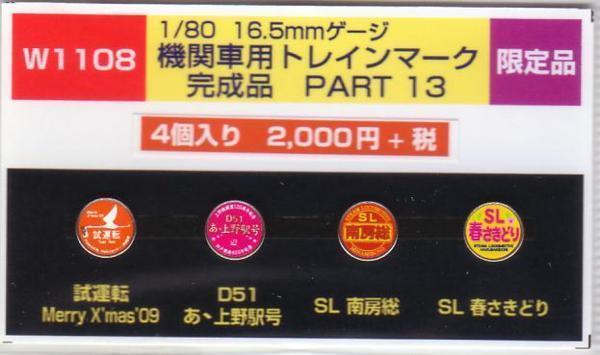 W1108
1/80 16.5mmゲージ
機関車用トレインマーク
完成品 PART 13
限定品
4個入り 2,000円+税
試運転
D51
あゝ上野駅号
SL
南房総
SL
春さきどり
試運転
Merry X'mas'09
D51
あゝ上野駅号
SL 南房総
SL 春さきどり